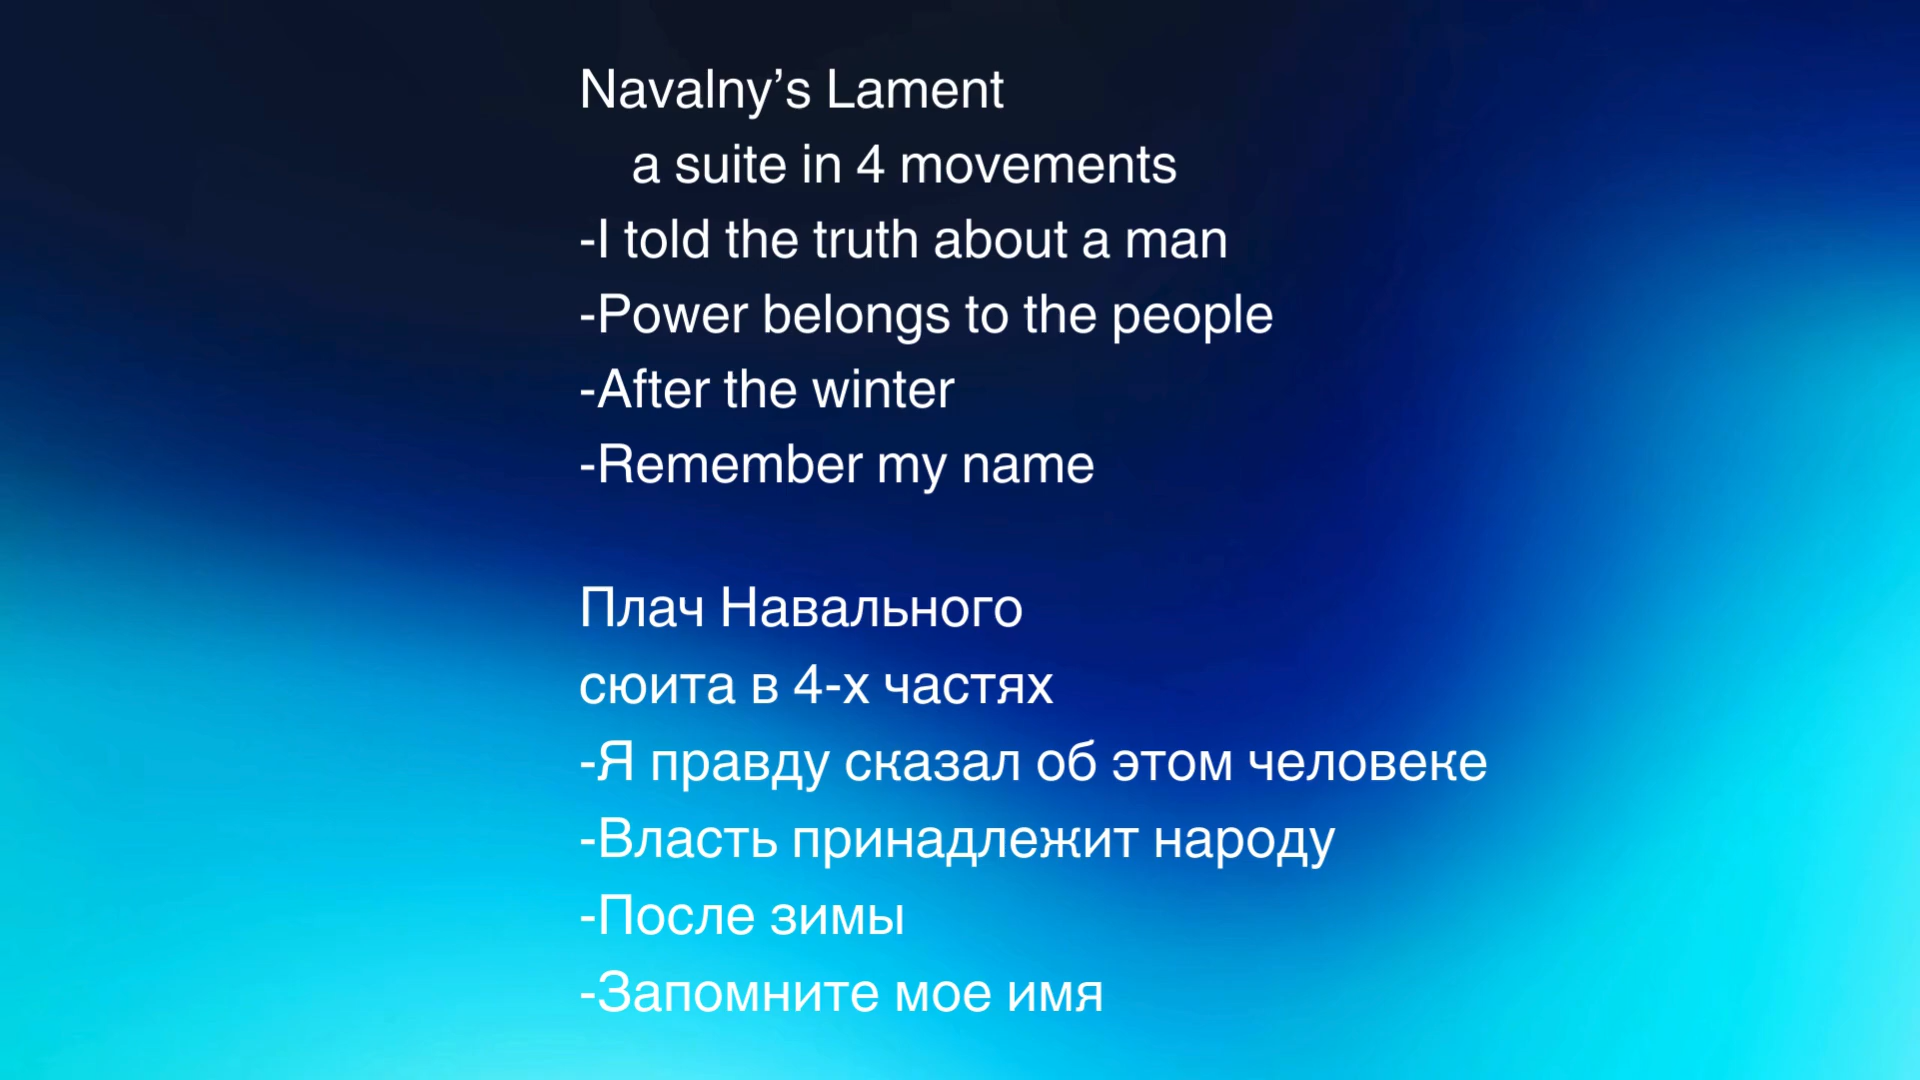 Navalny’s Lament
a suite in 4 movements
-I told the truth about a man
-Power belongs to the people
-After the winter
-Remember my name
Плач Навального
сюита в 4-х частях
-Я правду сказал об этом человеке
-Власть принадлежит народу
-После зимы
-Запомните мое имя